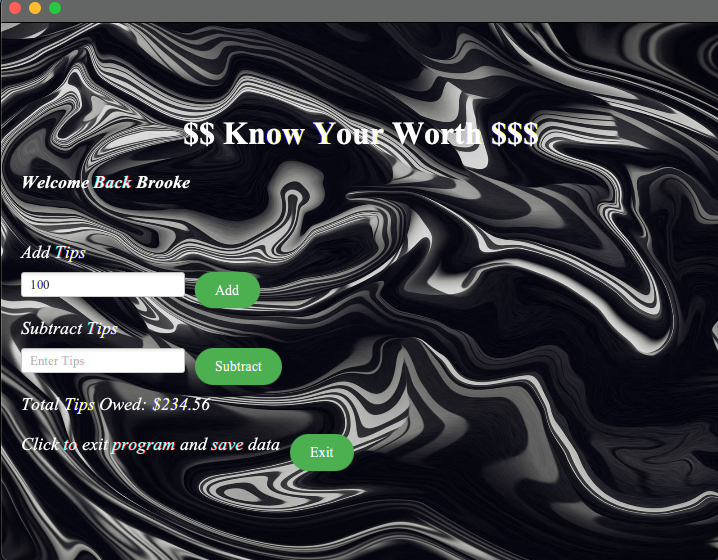 $$ Know Your Worth $$$
Welcome Back Brooke
Add Tips
100 Add
Subtract Tips
Enter Tips Subtract
Total Tips Owed: $234.56
Click to exit program and save data Exit